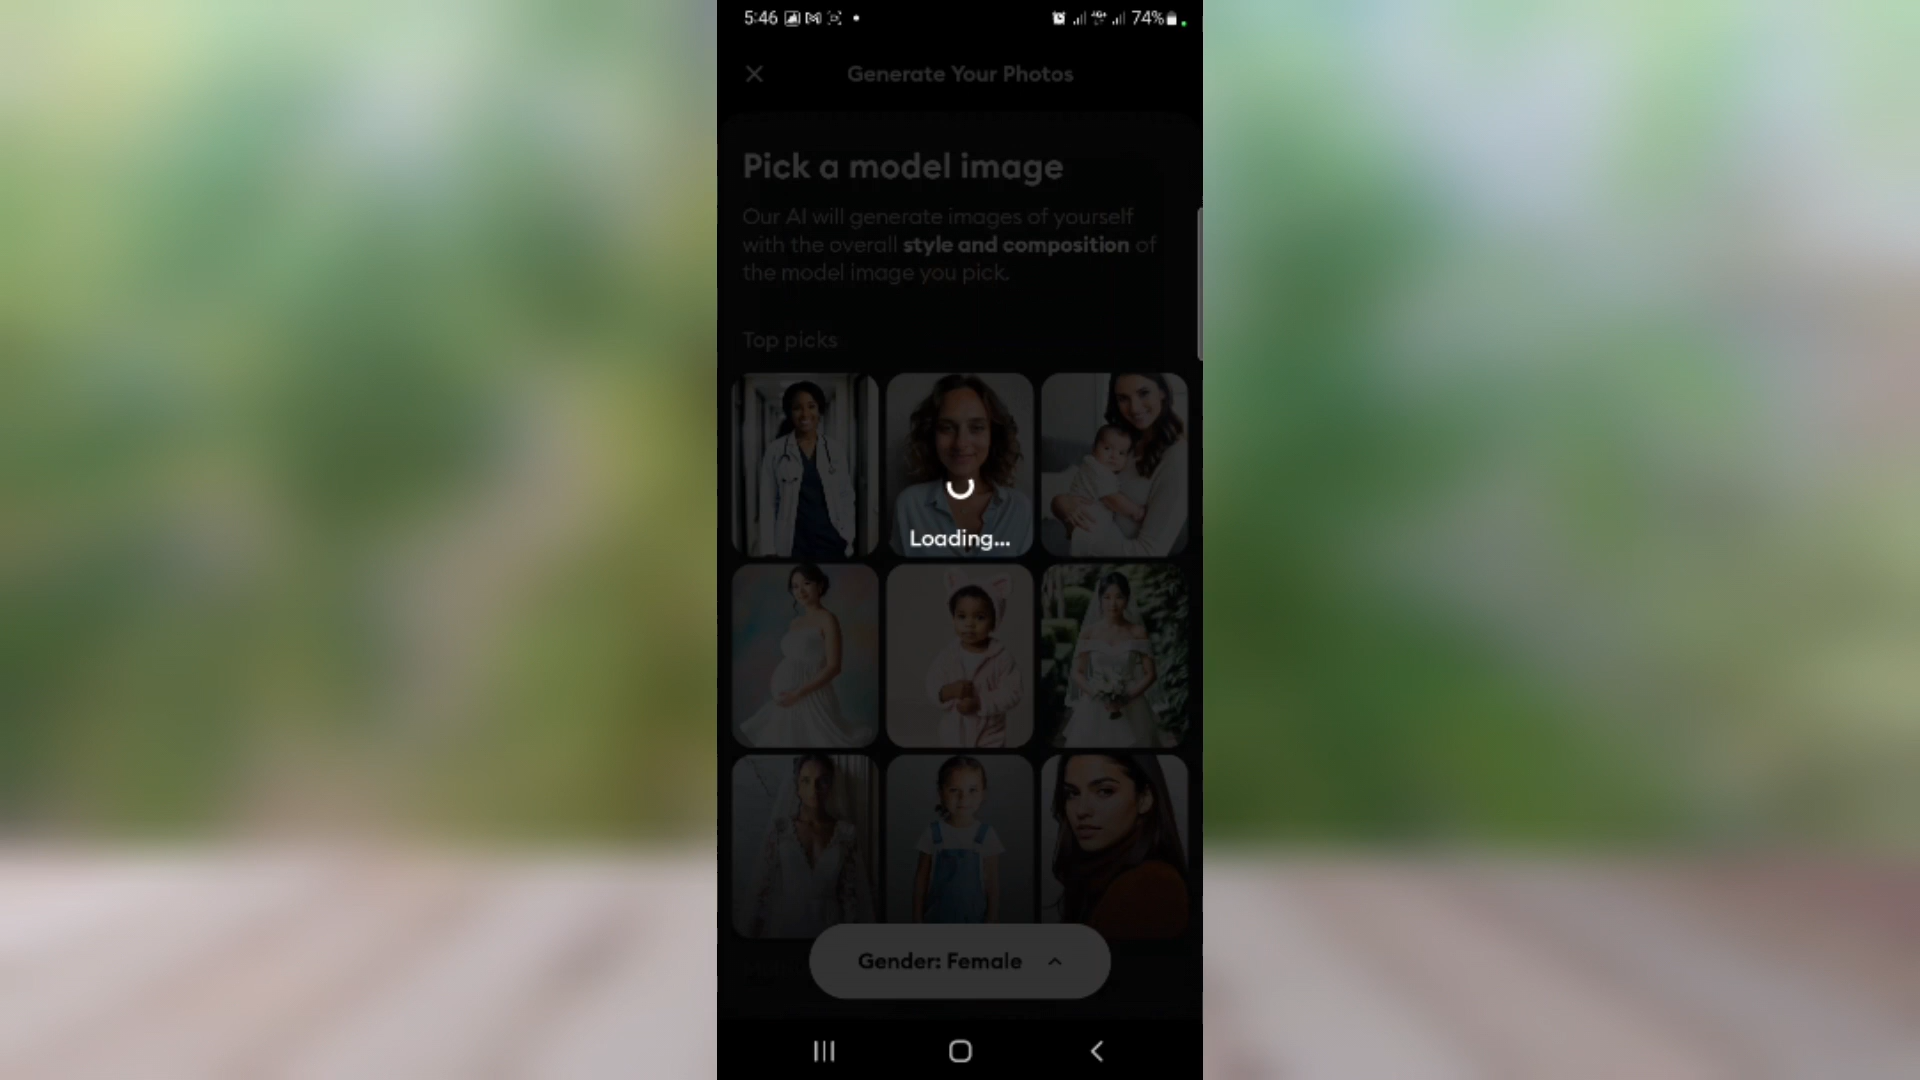 5:46
74%
Generate Your Photos
Pick a model image
Our AI will generate images of yourself
with the overall style and composition of
the model image you pick.
Top picks
Loading...
Gender: Female